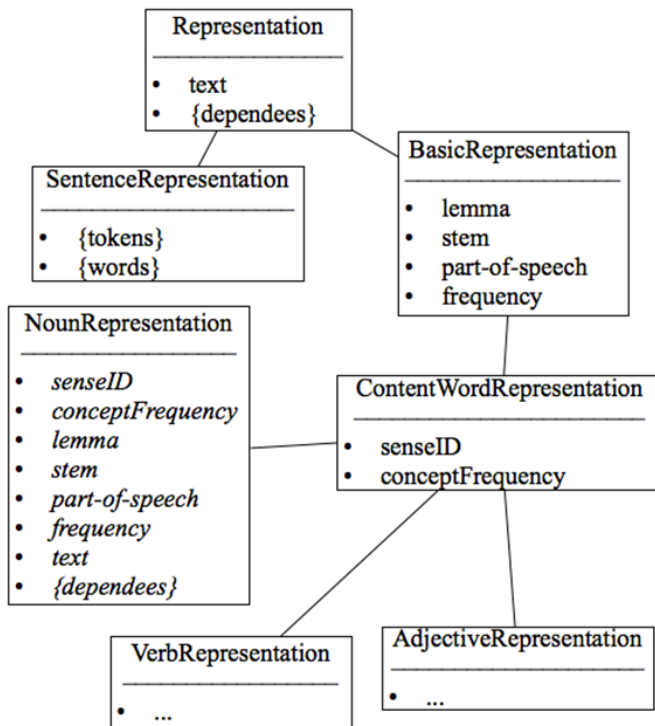 Representation
• text
• {dependees}
SentenceRepresentation
• {tokens}
• {words}
BasicRepresentation
• lemma
• stem
• part-of-speech
• frequency
NounRepresentation
• senseID
• conceptFrequency
• lemma
• stem
• part-of-speech
• frequency
• text
• {dependees}
ContentWordRepresentation
• senseID
• conceptFrequency
VerbRepresentation
• ...
AdjectiveRepresentation
• ...